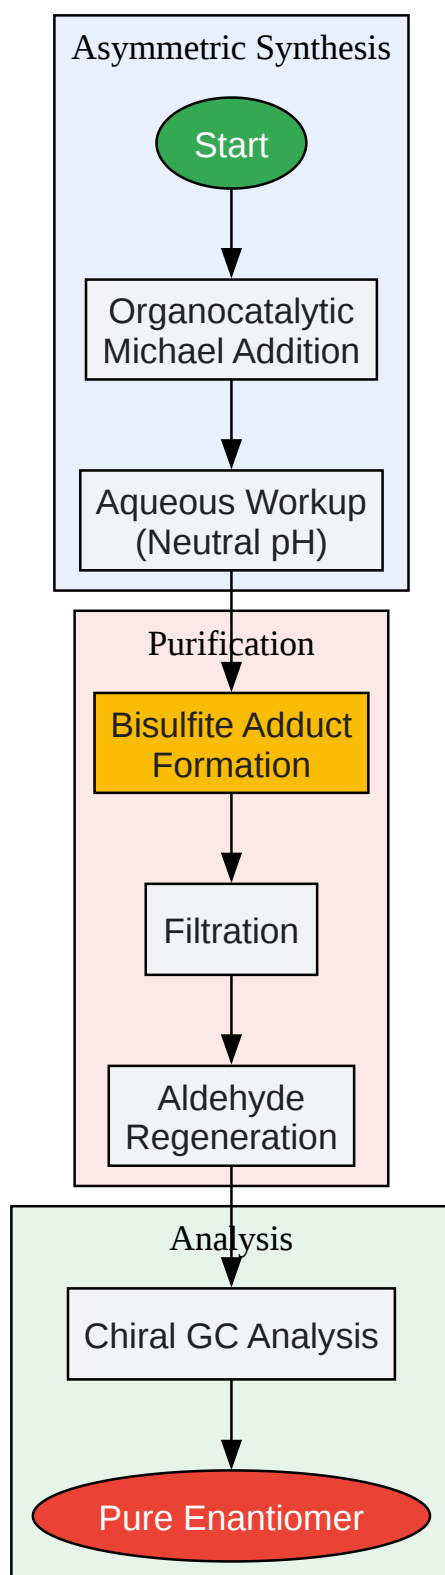 Asymmetric Synthesis
Start
Organocatalytic
Michael Addition
Aqueous Workup
(Neutral pH)
Purification
Bisulfite Adduct
Formation
Filtration
Aldehyde
Regeneration
Analysis
Chiral GC Analysis
Pure Enantiomer